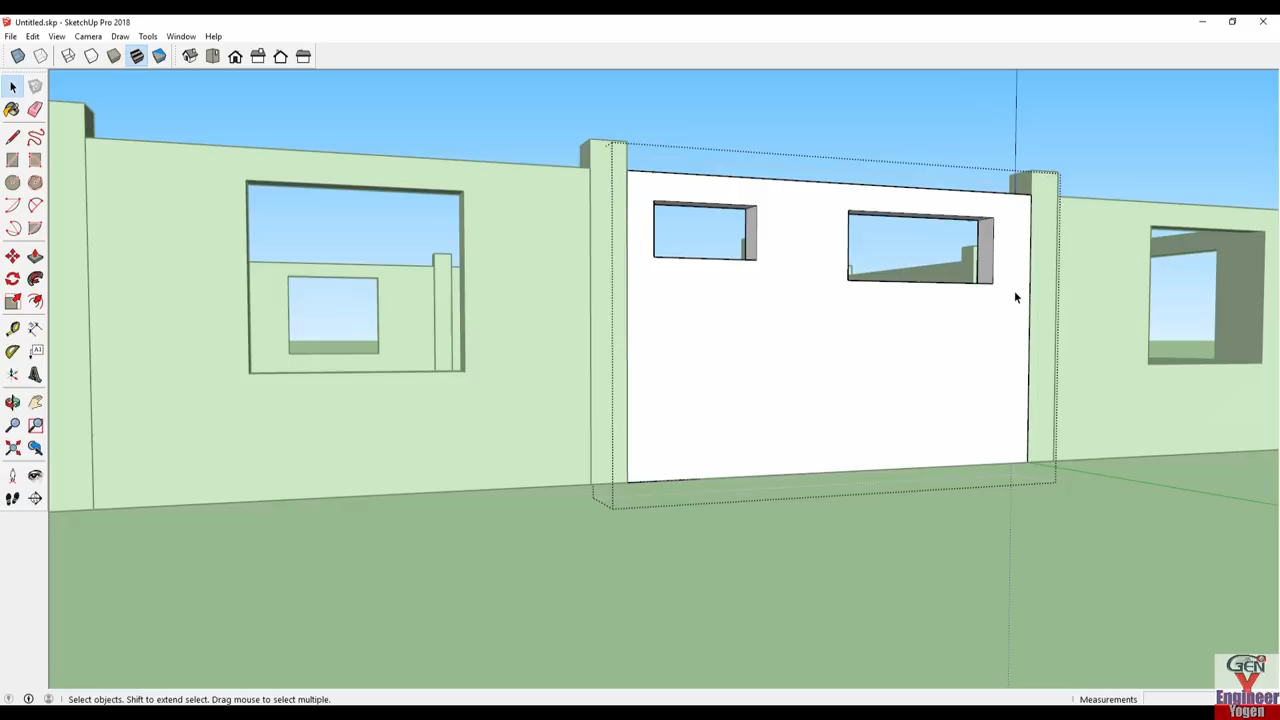 Untitled.skp - SketchUp Pro 2018
File Edit View Camera Draw Tools Window Help
A1
Select objects. Shift to extend select. Drag mouse to select multiple.
Measurements
GEN
Y
Engineer
Yogen